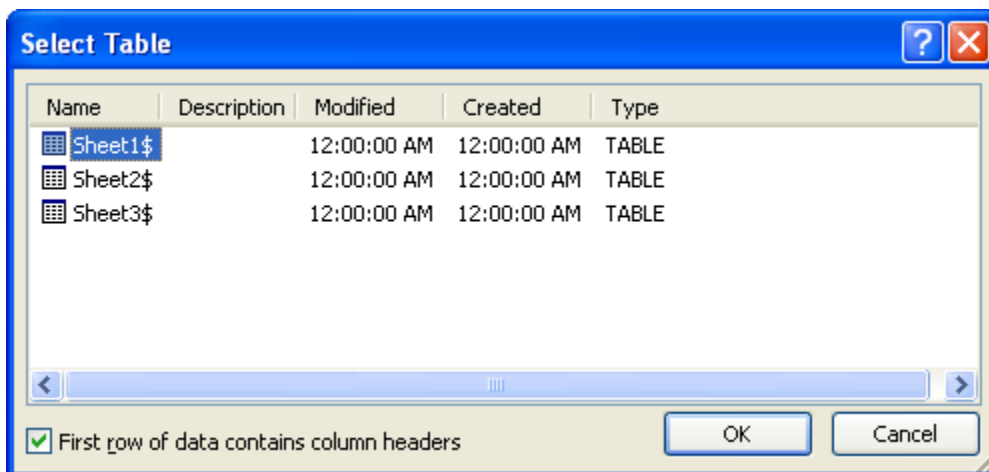 Select Table
Name Description Modified Created Type
Sheet1$ 12:00:00 AM 12:00:00 AM TABLE
Sheet2$ 12:00:00 AM 12:00:00 AM TABLE
Sheet3$ 12:00:00 AM 12:00:00 AM TABLE
First row of data contains column headers
OK Cancel